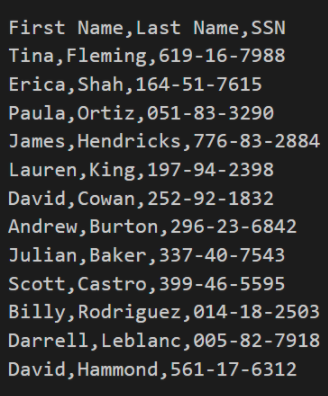 First Name,Last Name,SSN
Tina,Fleming,619-16-7988
Erica,Shah,164-51-7615
Paula,Ortiz,051-83-3290
James,Hendricks,776-83-2884
Lauren,King,197-94-2398
David,Cowan,252-92-1832
Andrew,Burton,296-23-6842
Julian,Baker,337-40-7543
Scott,Castro,399-46-5595
Billy,Rodriguez,014-18-2503
Darrell,Leblanc,005-82-7918
David,Hammond,561-17-6312